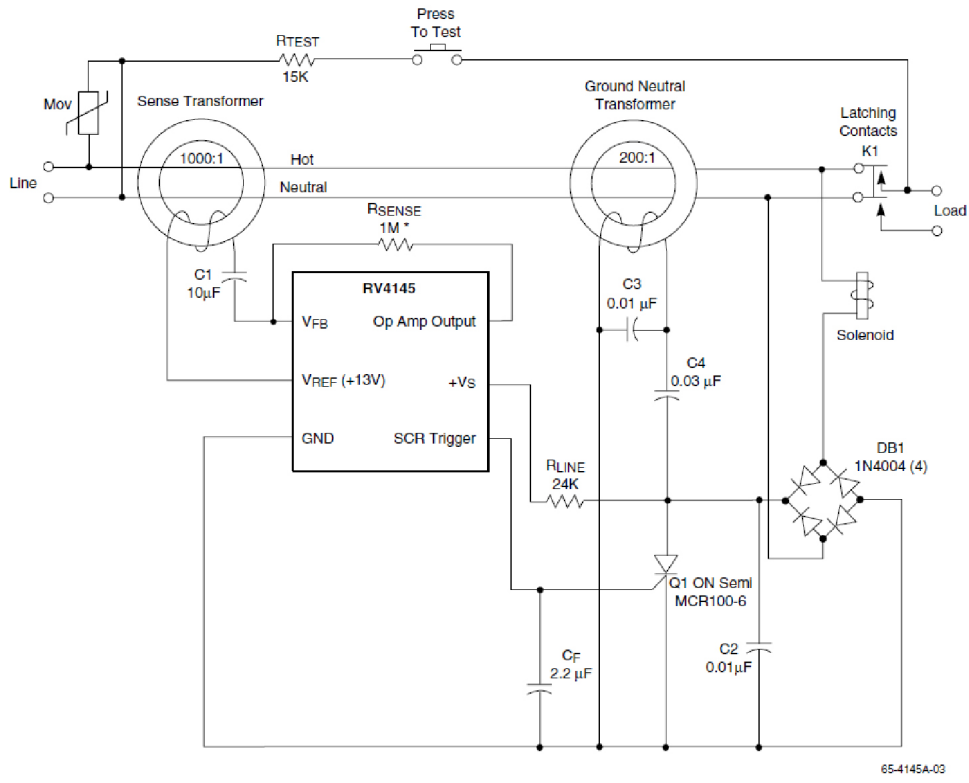 Press
To Test
RTEST
15K
Mov
Sense Transformer
Ground Neutral
Transformer
Latching
Contacts
K1
1000:1
Hot
200:1
Line
Neutral
Load
RSENSE
1M *
C1
10µF
RV4145
C3
0.01 µF
Solenoid
VFB
Op Amp Output
C4
0.03 µF
VREF (+13V)
+VS
GND
SCR Trigger
DB1
1N4004 (4)
RLINE
24K
Q1 ON Semi
MCR100-6
CF
2.2 µF
C2
0.01µF
65-4145A-03